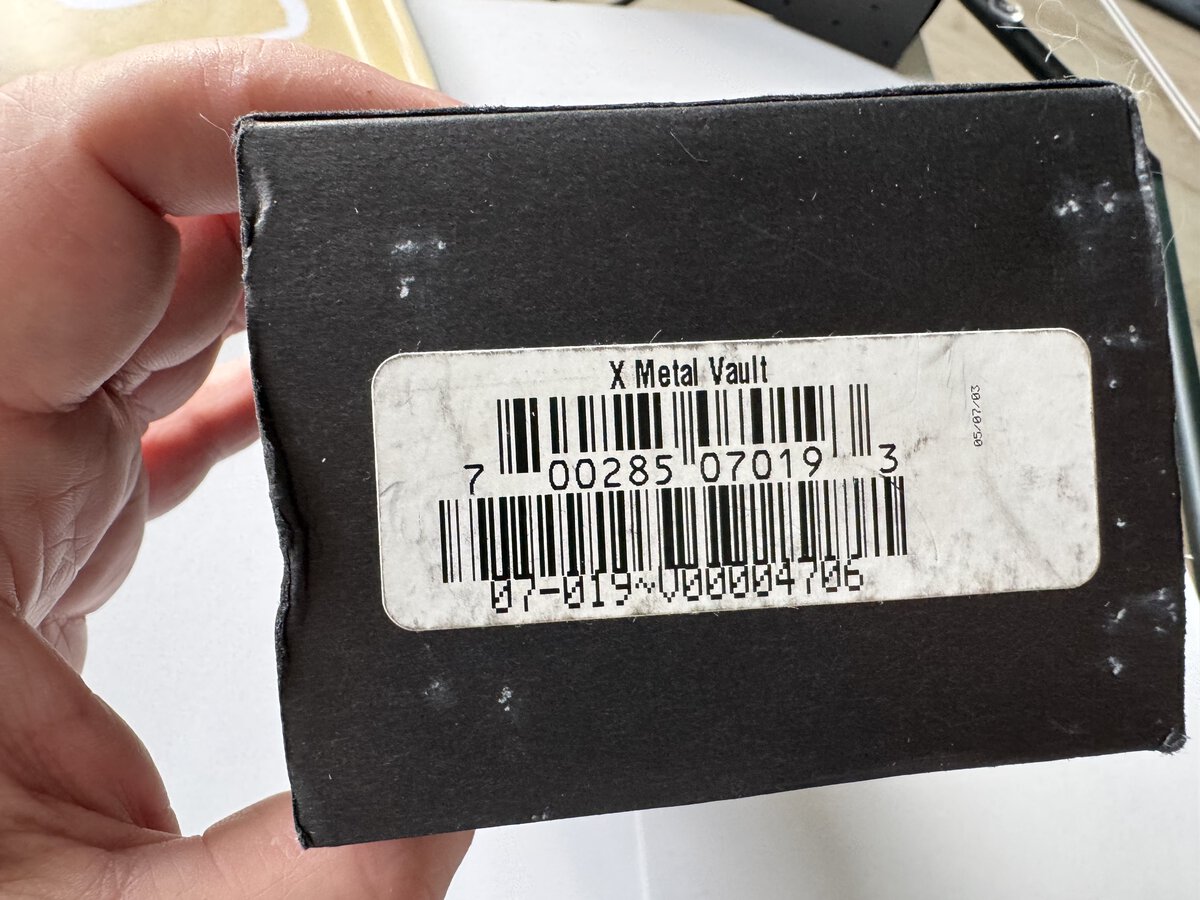 X Metal Vault
7 00285 07019 3
07-019~V00004706
05/07/03